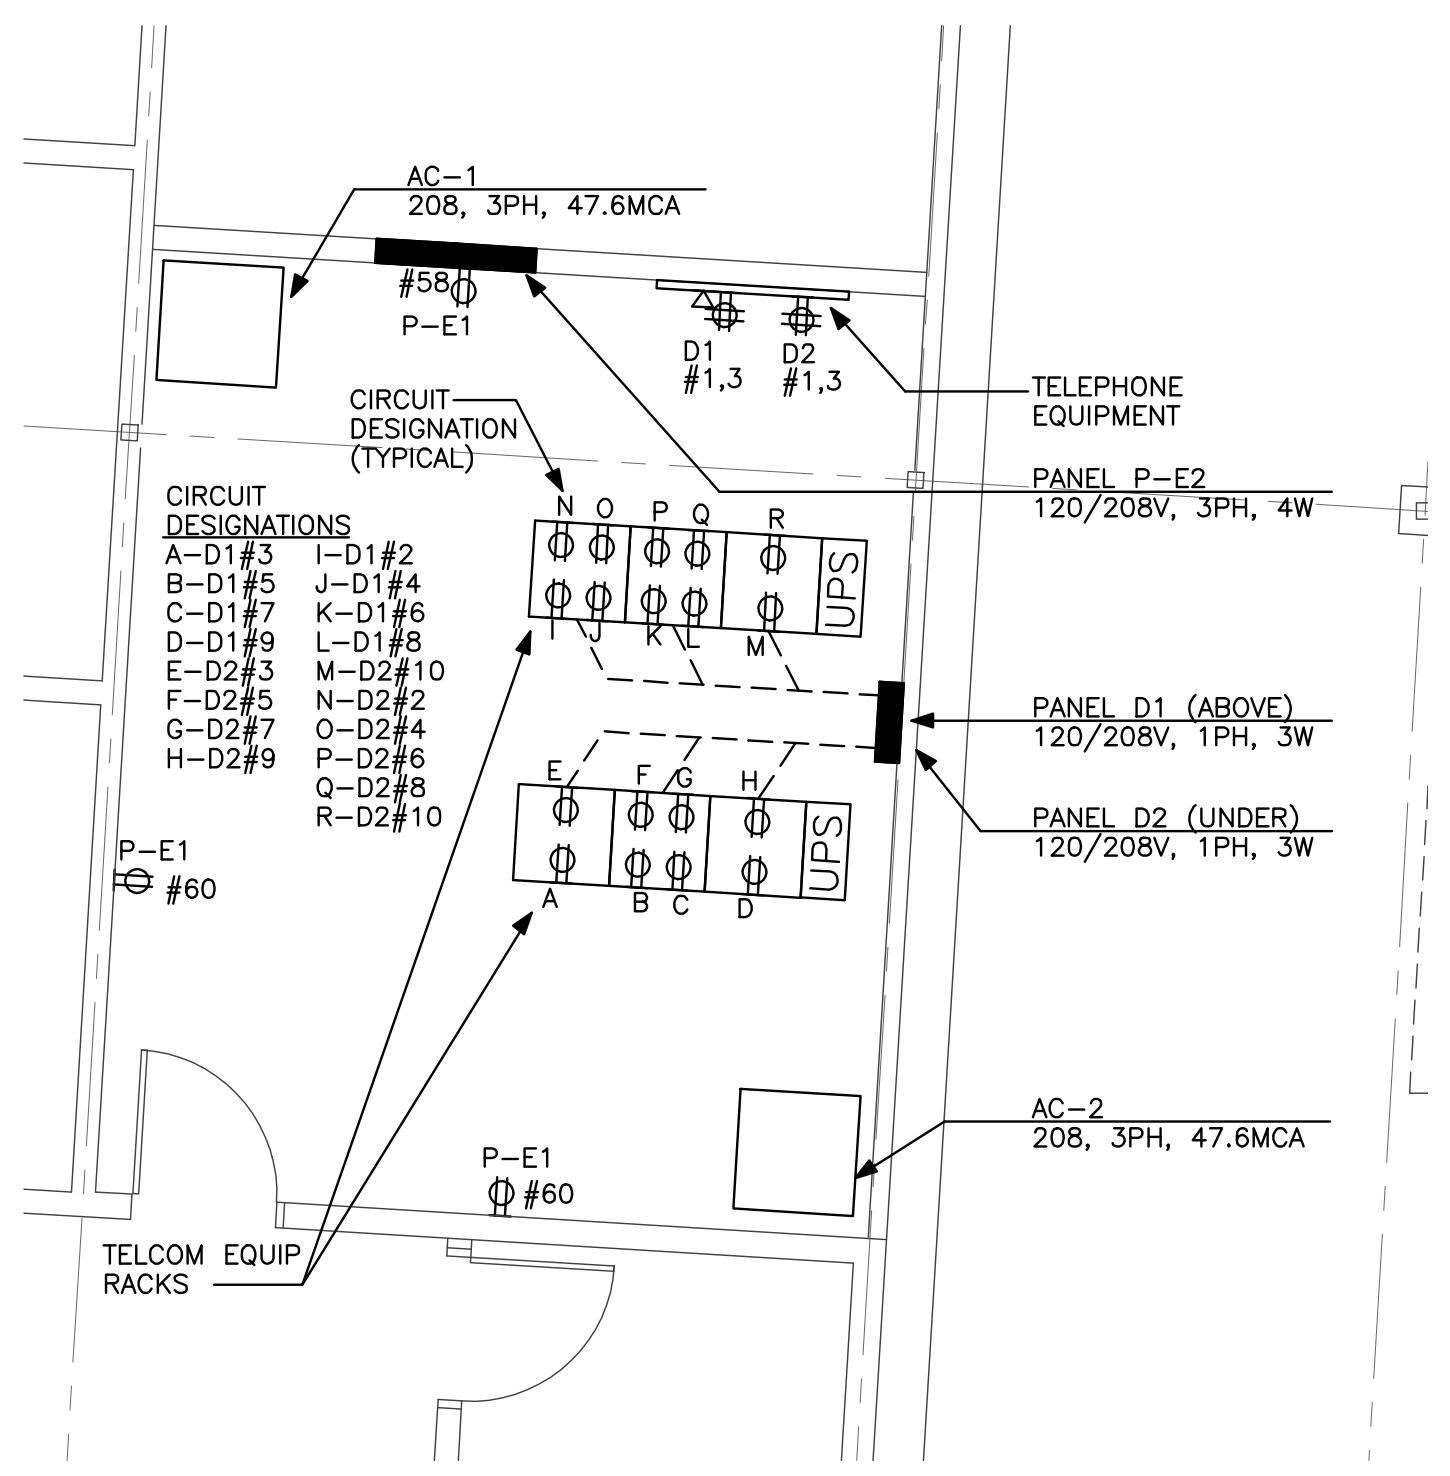 AC-1
208, 3PH, 47.6MCA
#58
P-E1
D1
#1,3
D2
#1,3
TELEPHONE
EQUIPMENT
CIRCUIT
DESIGNATION
(TYPICAL)
PANEL P-E2
120/208V, 3PH, 4W
CIRCUIT
DESIGNATIONS
A-D1#3 I-D1#2
B-D1#5 J-D1#4
C-D1#7 K-D1#6
D-D1#9 L-D1#8
E-D2#3 M-D2#10
F-D2#5 N-D2#2
G-D2#7 O-D2#4
H-D2#9 P-D2#6
Q-D2#8
R-D2#10
N O P Q R
UPS
I J K L M
PANEL D1 (ABOVE)
120/208V, 1PH, 3W
E F G H
UPS
A B C D
PANEL D2 (UNDER)
120/208V, 1PH, 3W
P-E1
#60
AC-2
208, 3PH, 47.6MCA
P-E1
#60
TELCOM EQUIP
RACKS